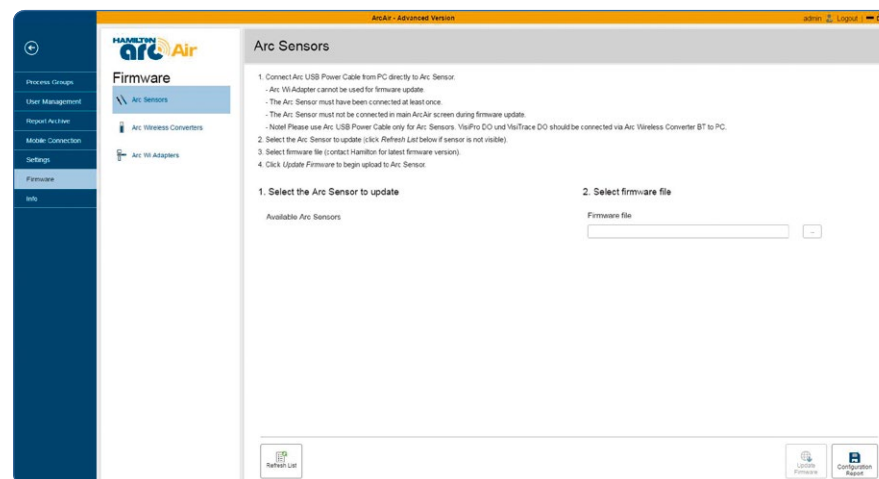 ArcAir - Advanced Version
admin Logout
HAMILTON
arc Air
Arc Sensors
Process Groups
User Management
Report Archive
Mobile Connection
Settings
Firmware
Info
Firmware
Arc Sensors
Arc Wireless Converters
Arc Wi Adapters
1. Connect Arc USB Power Cable from PC directly to Arc Sensor.
- Arc Wi-Adapter cannot be used for firmware update.
- The Arc Sensor must have been connected at least once.
- The Arc Sensor must not be connected in main ArcAir screen during firmware update.
- Note! Please use Arc USB Power Cable only for Arc Sensors. VisiPro DO und VisiTrace DO should be connected via Arc Wireless Converter BT to PC.
2. Select the Arc Sensor to update (click Refresh List below if sensor is not visible).
3. Select firmware file (contact Hamilton for latest firmware version).
4. Click Update Firmware to begin upload to Arc Sensor.
1. Select the Arc Sensor to update
2. Select firmware file
Available Arc Sensors
Firmware file
...
Refresh List
Update
Firmware
Configuration
Report